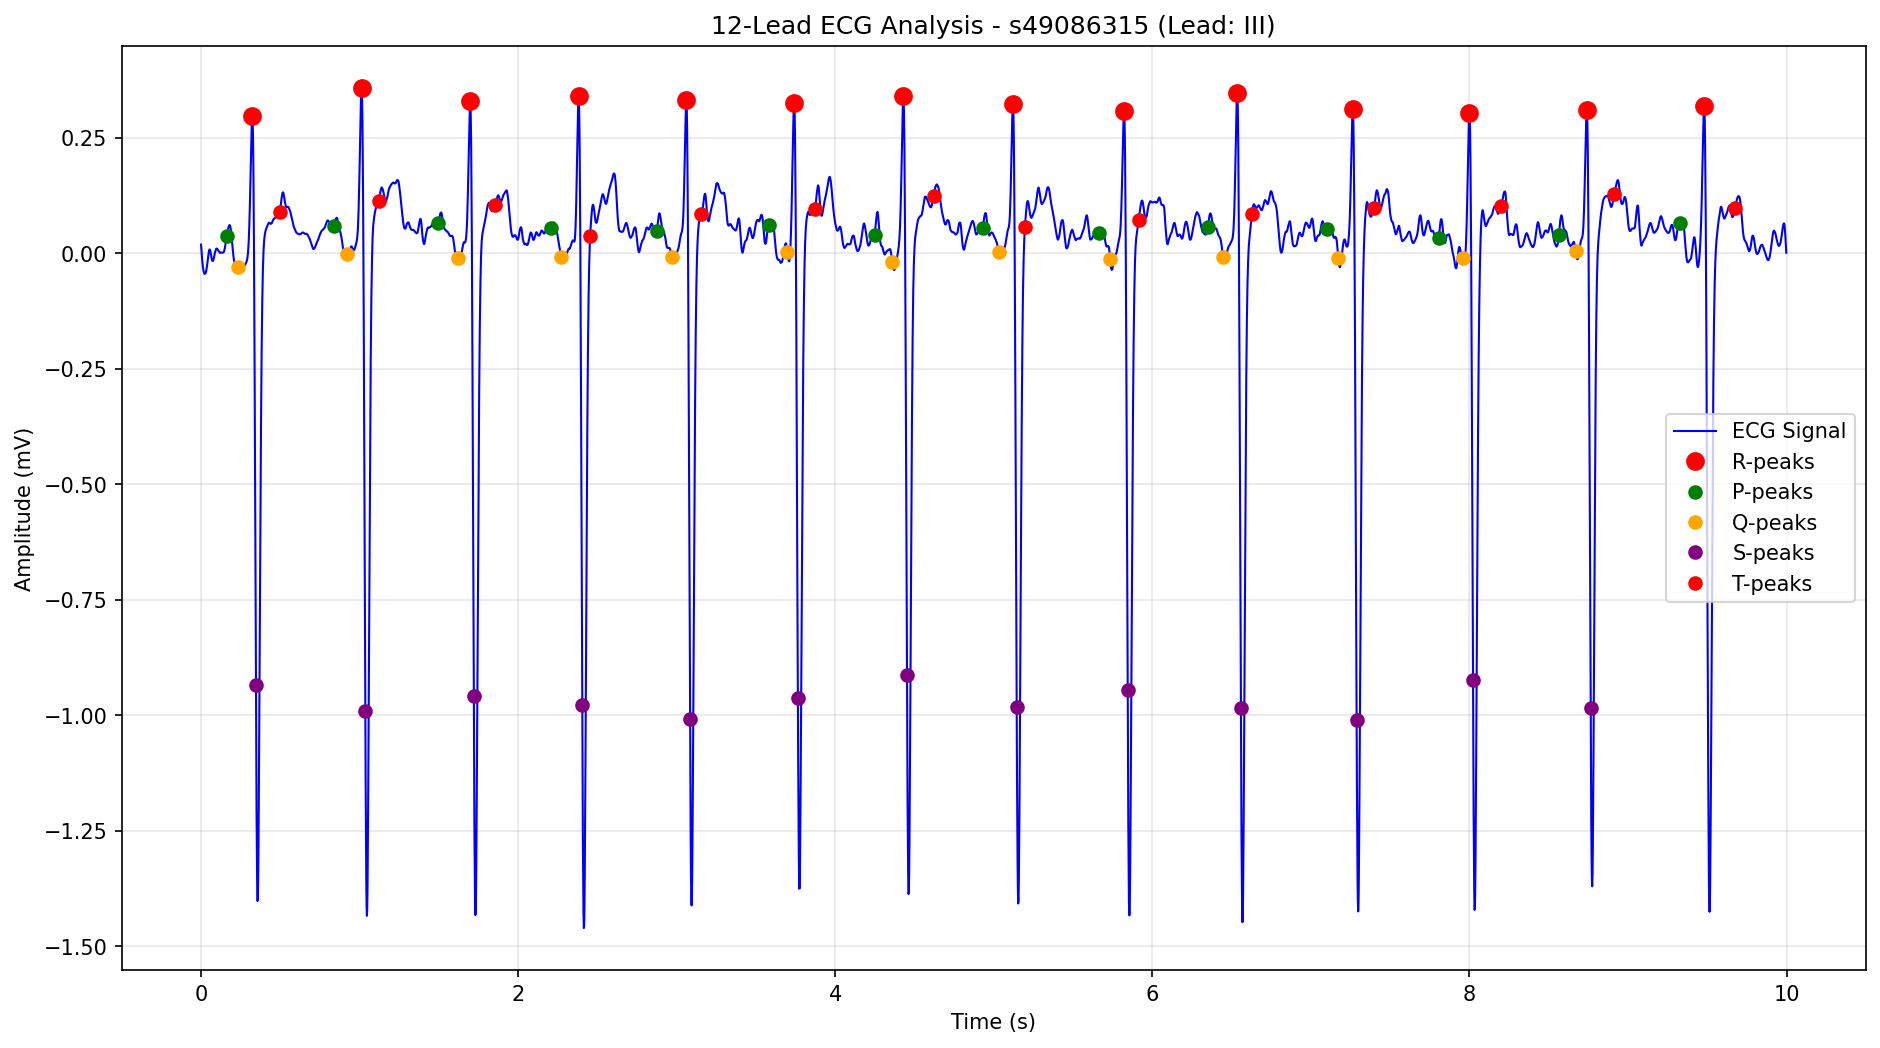 12-Lead ECG Analysis - s49086315 (Lead: III)
Amplitude (mV)
0.25
0.00
−0.25
−0.50
−0.75
−1.00
−1.25
−1.50
ECG Signal
R-peaks
P-peaks
Q-peaks
S-peaks
T-peaks
0 2 4 6 8 10
Time (s)